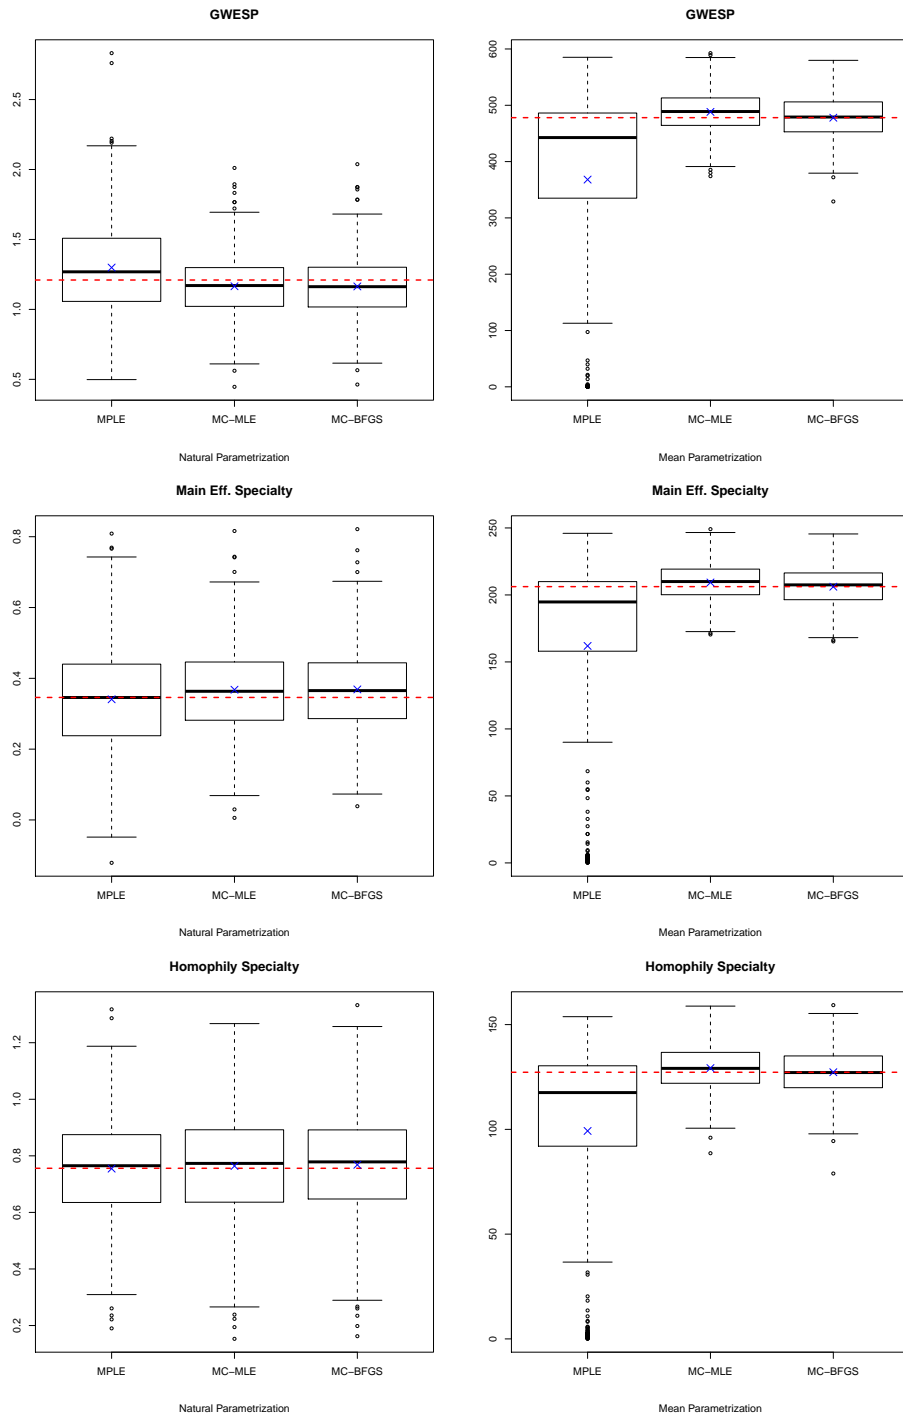 GWESP
2.5
2.0
1.5
1.0
0.5
MPLE MC−MLE MC−BFGS
Natural Parametrization
GWESP
600
500
400
300
200
100
0
MPLE MC−MLE MC−BFGS
Mean Parametrization
Main Eff. Specialty
0.8
0.6
0.4
0.2
0.0
MPLE MC−MLE MC−BFGS
Natural Parametrization
Main Eff. Specialty
250
200
150
100
50
0
MPLE MC−MLE MC−BFGS
Mean Parametrization
Homophily Specialty
1.2
1.0
0.8
0.6
0.4
0.2
MPLE MC−MLE MC−BFGS
Natural Parametrization
Homophily Specialty
150
100
50
0
MPLE MC−MLE MC−BFGS
Mean Parametrization